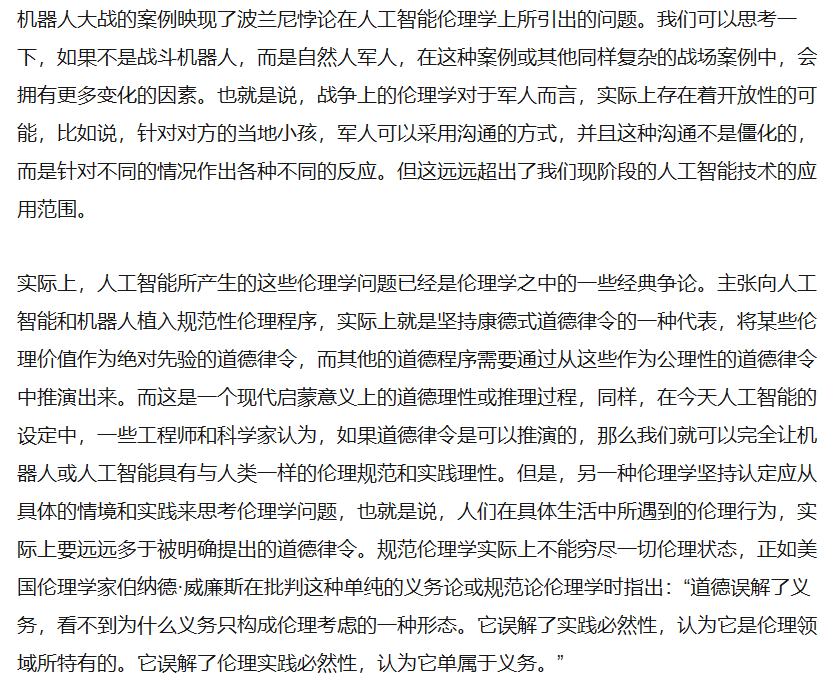 机器人大战的案例映现了波兰尼悖论在人工智能伦理学上所引出的问题。我们可以思考一
下，如果不是战斗机器人，而是自然人军人，在这种案例或其他同样复杂的战场案例中，会
拥有更多变化的因素。也就是说，战争上的伦理学对于军人而言，实际上存在着开放性的可
能，比如说，针对对方的当地小孩，军人可以采用沟通的方式，并且这种沟通不是僵化的，
而是针对不同的情况作出各种不同的反应。但这远远超出了我们现阶段的人工智能技术的应
用范围。
实际上，人工智能所产生的这些伦理学问题已经是伦理学之中的一些经典争论。主张向人工
智能和机器人植入规范性伦理程序，实际上就是坚持康德式道德律令的一种代表，将某些伦
理价值作为绝对先验的道德律令，而其他的道德程序需要通过从这些作为公理性的道德律令
中推演出来。而这是一个现代启蒙意义上的道德理性或推理过程，同样，在今天人工智能的
设定中，一些工程师和科学家认为，如果道德律令是可以推演的，那么我们就可以完全让机
器人或人工智能具有与人类一样的伦理规范和实践理性。但是，另一种伦理学坚持认定应从
具体的情境和实践来思考伦理学问题，也就是说，人们在具体生活中所遇到的伦理行为，实
际上要远远多于被明确提出的道德律令。规范伦理学实际上不能穷尽一切伦理状态，正如美
国伦理学家伯纳德·威廉斯在批判这种单纯的义务论或规范论伦理学时指出：“道德误解了义
务，看不到为什么义务只构成伦理考虑的一种形态。它误解了实践必然性，认为它是伦理领
域所特有的。它误解了伦理实践必然性，认为它单属于义务。”